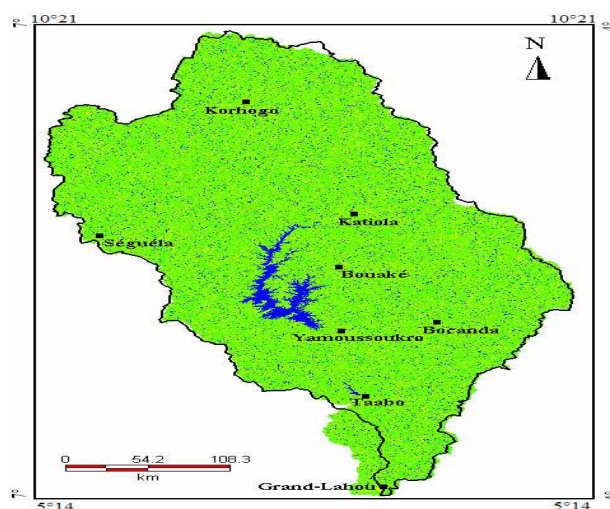 10°21
10°21
N
Korhogo
Katiola
Séguéla
Bouaké
Bocanda
Yamoussoukro
Taabo
0 54.2 108.3
km
Grand-Lahou
5°14
5°14